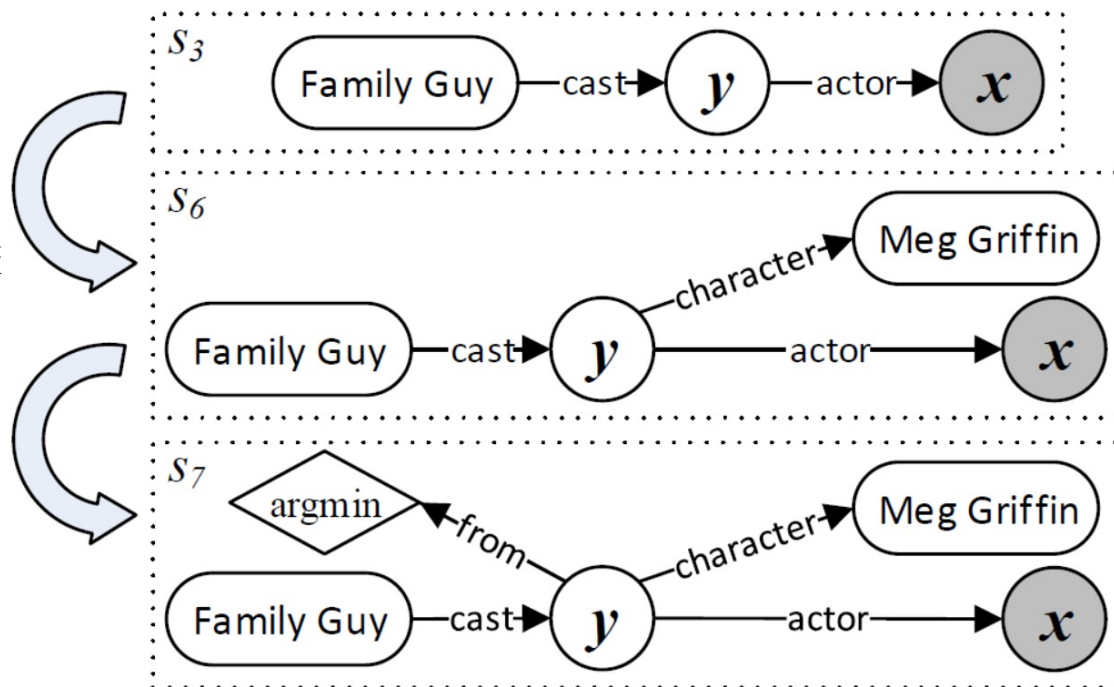 s3
Family Guy cast y actor x
s6
Meg Griffin
character
Family Guy cast y actor x
s7
argmin Meg Griffin
from character
Family Guy cast y actor x